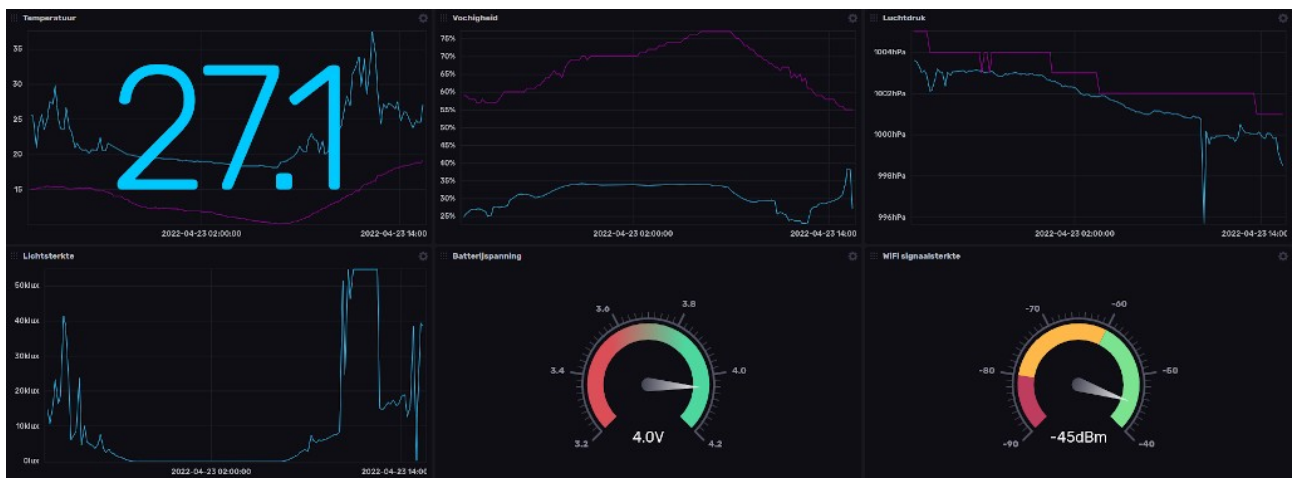 Temperatuur
35
30
25
20
15
27.1
2022-04-23 02:00:00
2022-04-23 14:00
Vochigheid
75%
70%
65%
60%
55%
50%
45%
40%
35%
30%
25%
2022-04-23 02:00:00
2022-04-23 14:00
Luchtdruk
1004hPa
1002hPa
1000hPa
998hPa
996hPa
2022-04-23 02:00:00
2022-04-23 14:00
Lichtsterkte
50klux
40klux
30klux
20klux
10klux
0lux
2022-04-23 02:00:00
2022-04-23 14:00
Batterijspanning
3.2
3.4
3.6
3.8
4.0
4.2
4.0V
WiFi signaalsterkte
-90
-80
-70
-60
-40
-45dBm